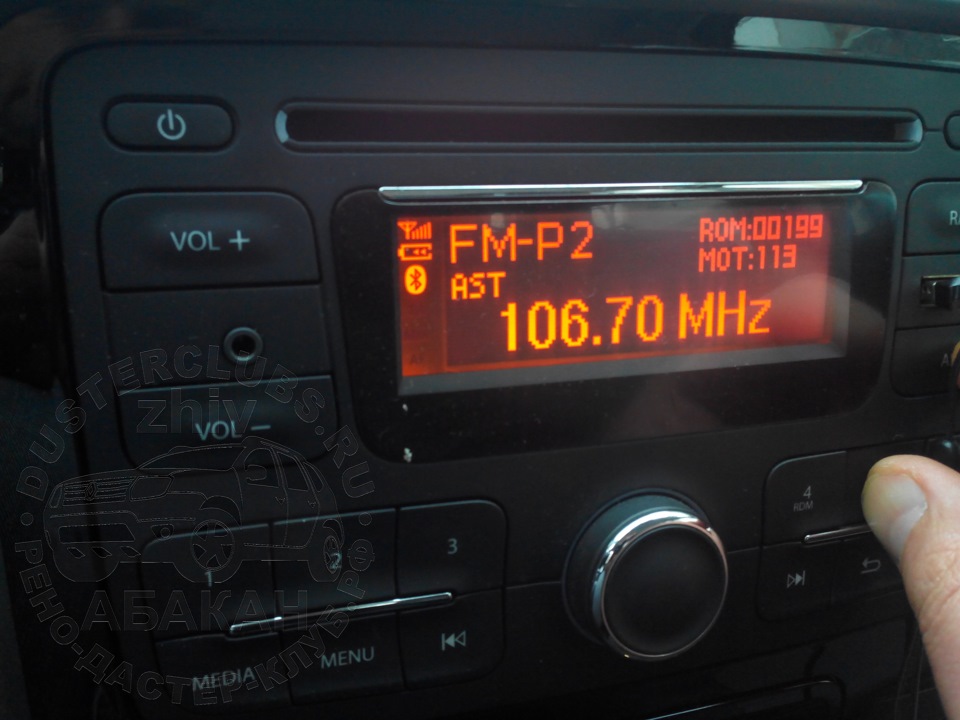 VOL +
FM-P2
ROM:00199
MOT:113
AST
106.70 MHz
VOL −
DUSTERCLUBS.RU
zhiv
АБАКАН
РЕНО-ДАСТЕР-КЛУБ.РФ
1
2
3
4
RDM
MEDIA
MENU